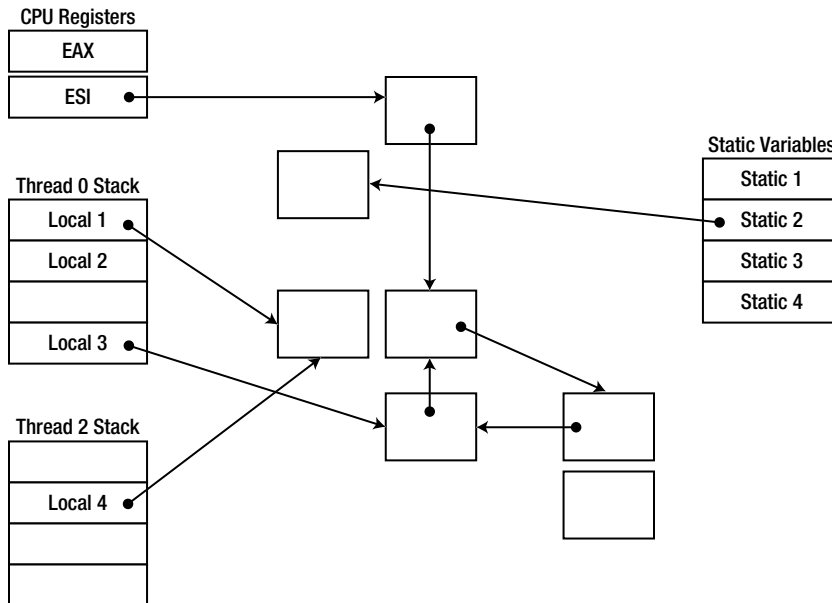 CPU Registers
EAX
ESI
Thread 0 Stack
Local 1
Local 2
Local 3
Thread 2 Stack
Local 4
Static Variables
Static 1
Static 2
Static 3
Static 4